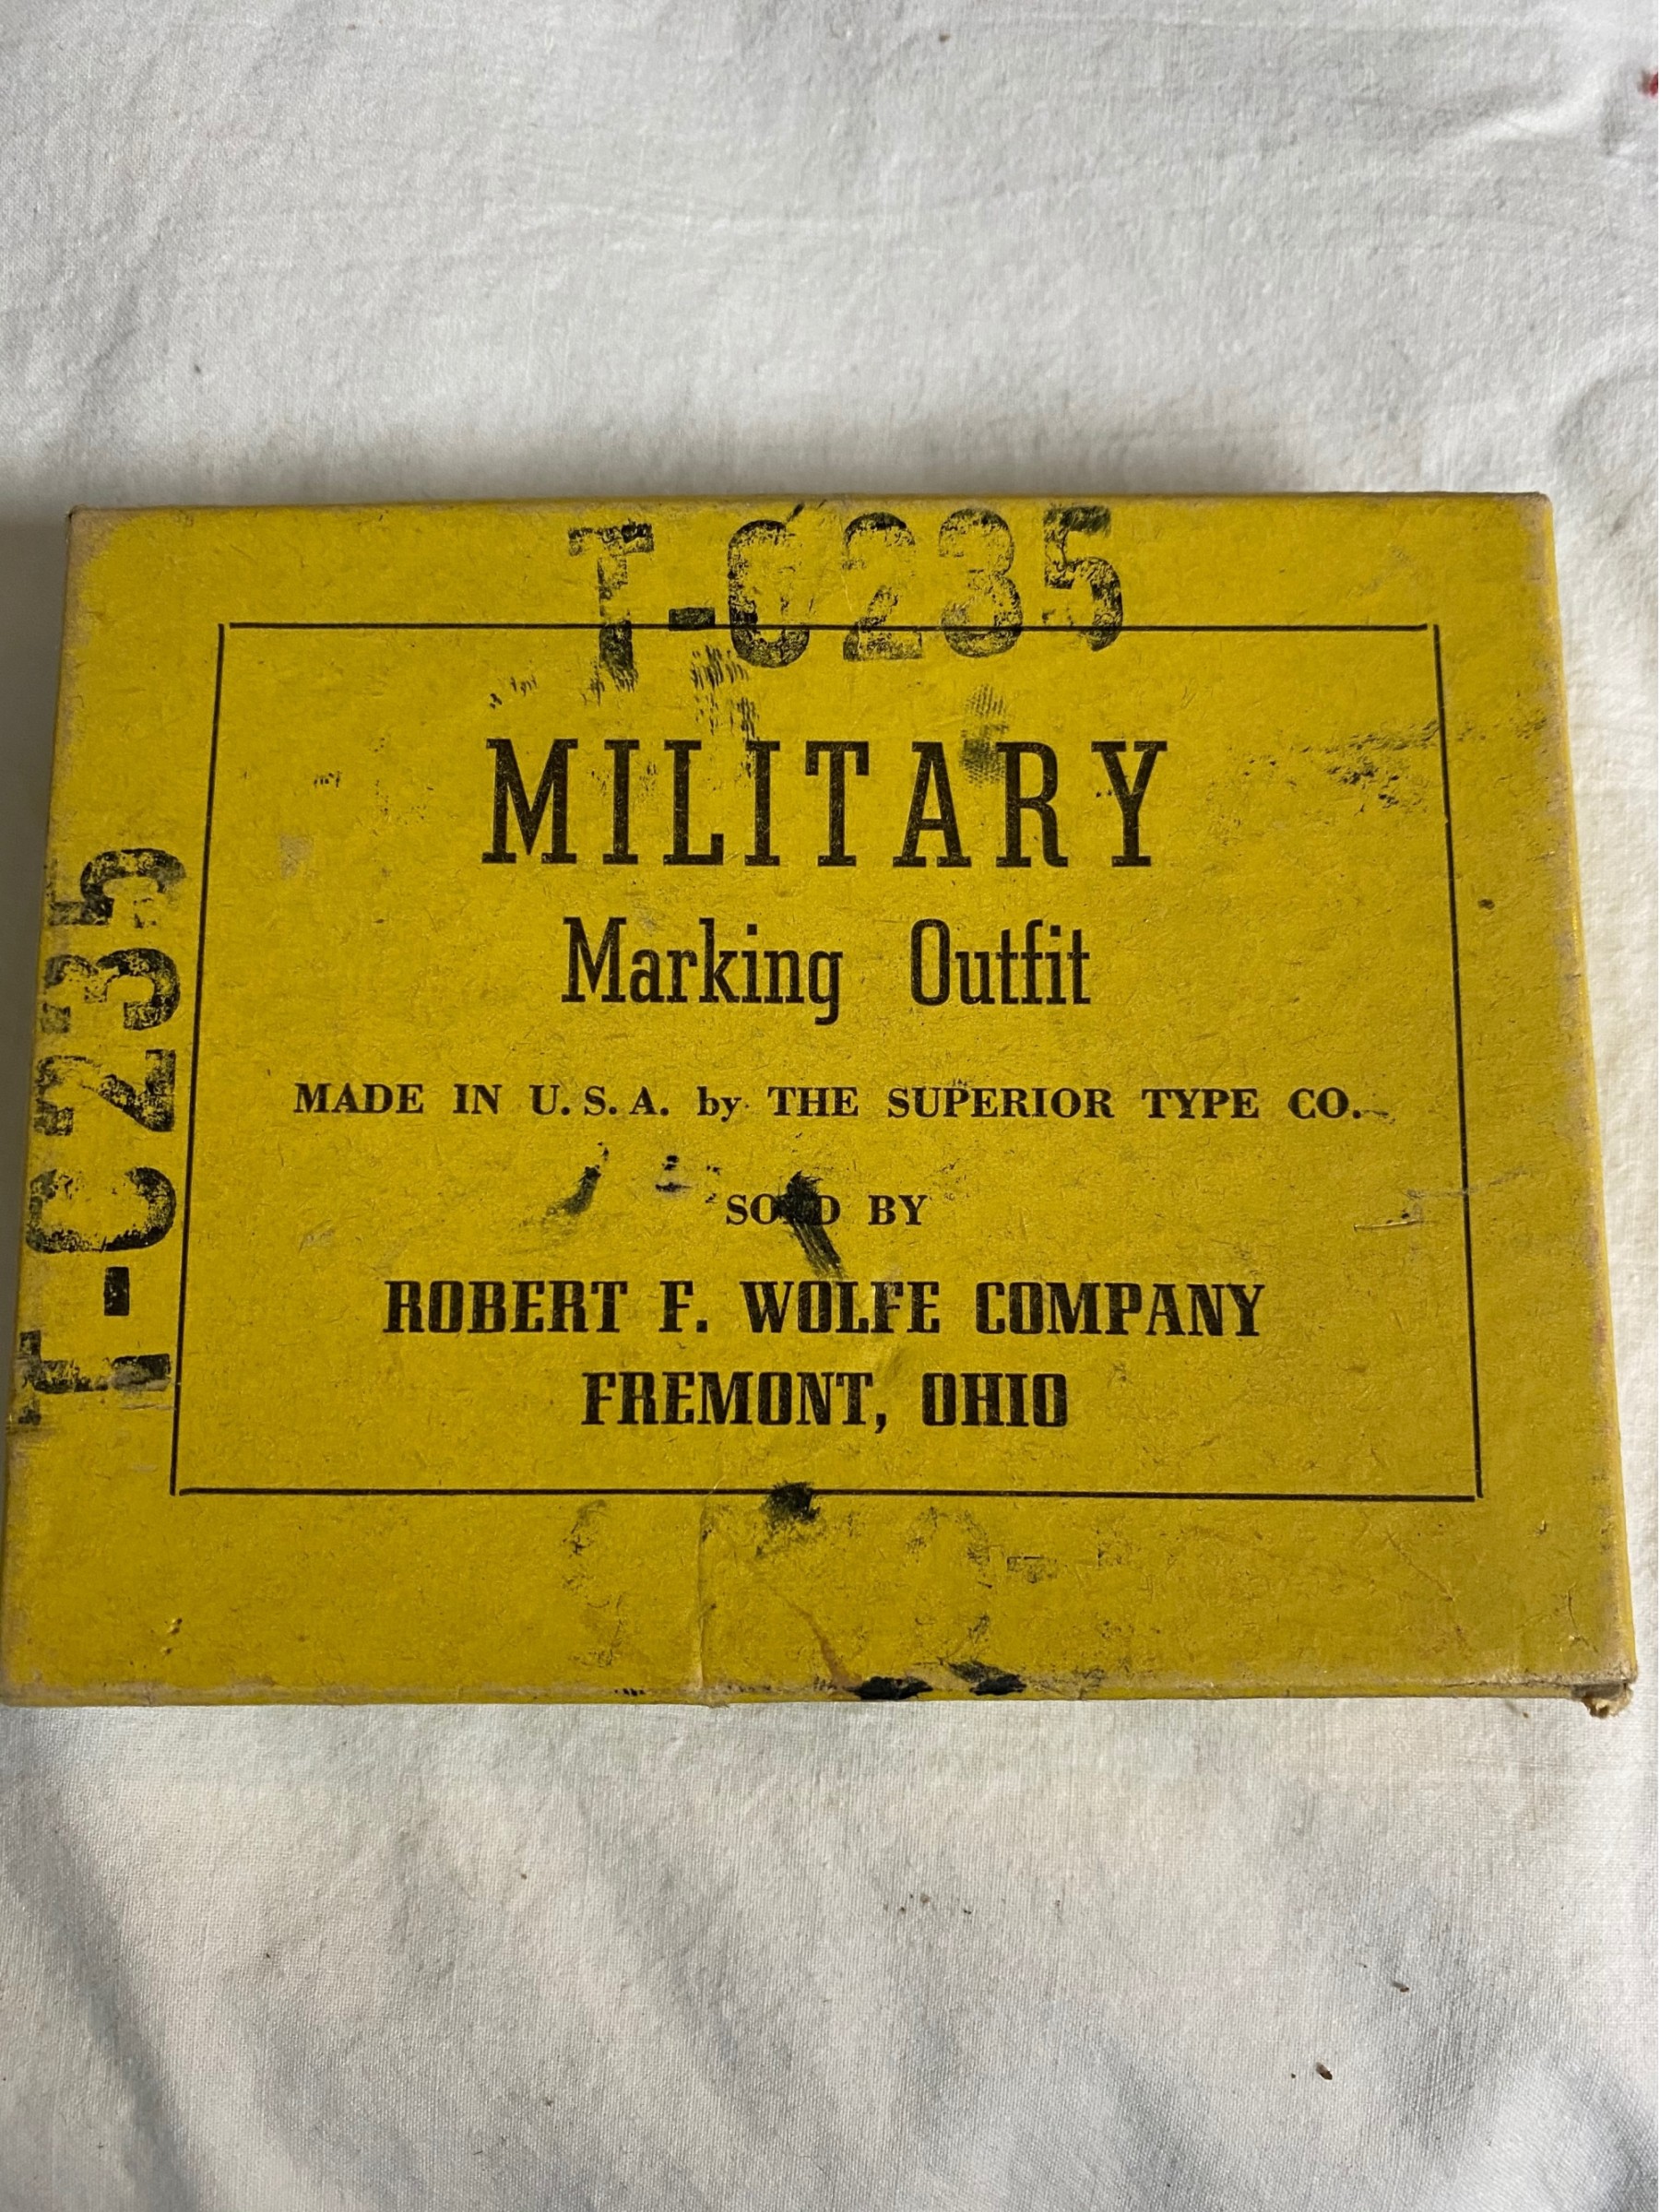 T-C235
MILITARY
Marking Outfit
MADE IN U.S.A. by THE SUPERIOR TYPE CO.
SOLD BY
ROBERT F. WOLFE COMPANY
FREMONT, OHIO
T-C235